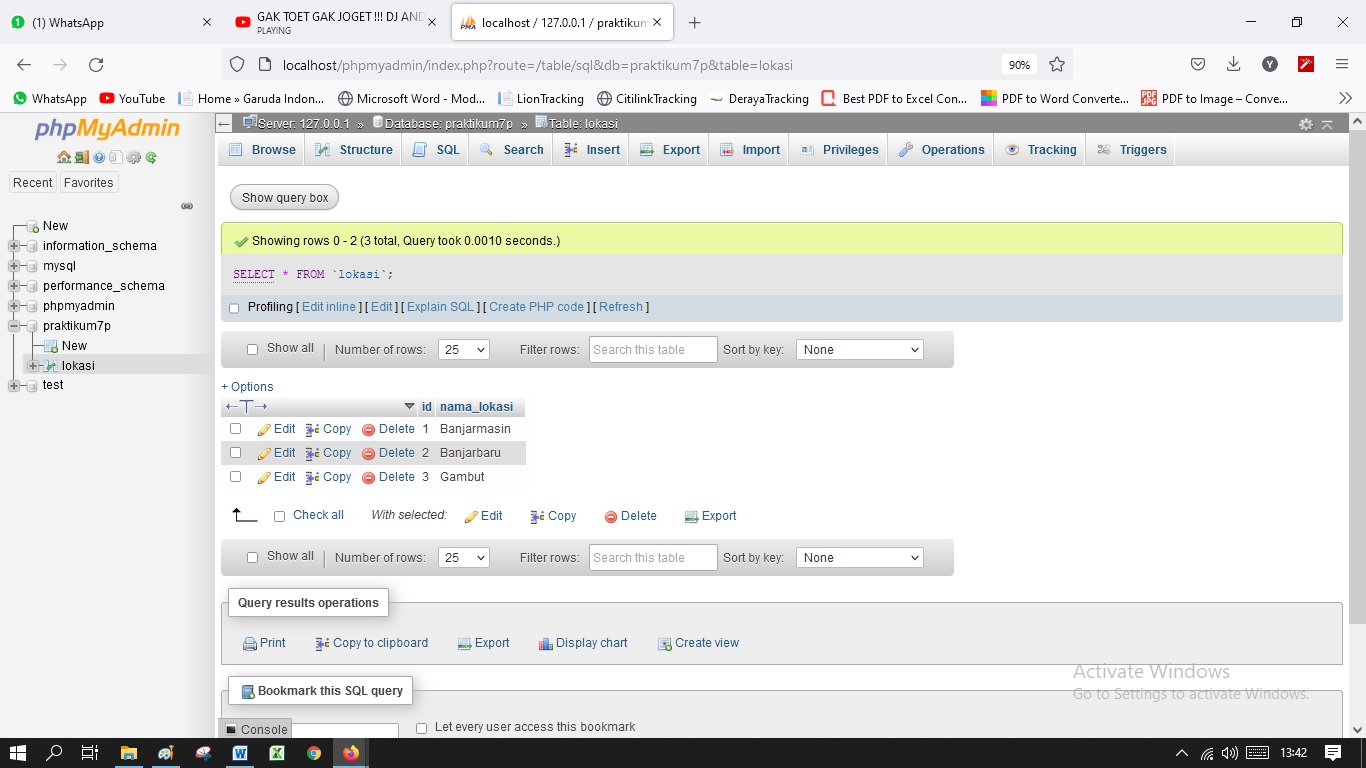 (1) WhatsApp
GAK TOET GAK JOGET !!! DJ AND
PLAYING
localhost / 127.0.0.1 / praktikum
localhost/phpmyadmin/index.php?route=/table/sql&db=praktikum7p&table=lokasi
90%
Y
WhatsApp YouTube Home » Garuda Indon... Microsoft Word - Mod... LionTracking CitilinkTracking DerayaTracking Best PDF to Excel Con... PDF to Word Converte... PDF to Image – Conve...
phpMyAdmin
Recent Favorites
New
information_schema
mysql
performance_schema
phpmyadmin
praktikum7p
New
lokasi
test
Server: 127.0.0.1 » Database: praktikum7p » Table: lokasi
Browse Structure SQL Search Insert Export Import Privileges Operations Tracking Triggers
Show query box
Showing rows 0 - 2 (3 total, Query took 0.0010 seconds.)
SELECT * FROM `lokasi`;
Profiling [ Edit inline ] [ Edit ] [ Explain SQL ] [ Create PHP code ] [ Refresh ]
Show all Number of rows: 25 Filter rows: Search this table Sort by key: None
+ Options
←T→ id nama_lokasi
Edit Copy Delete 1 Banjarmasin
Edit Copy Delete 2 Banjarbaru
Edit Copy Delete 3 Gambut
Check all With selected: Edit Copy Delete Export
Show all Number of rows: 25 Filter rows: Search this table Sort by key: None
Query results operations
Print Copy to clipboard Export Display chart Create view
Bookmark this SQL query
Console
Let every user access this bookmark
Activate Windows
Go to Settings to activate Windows.
13:42